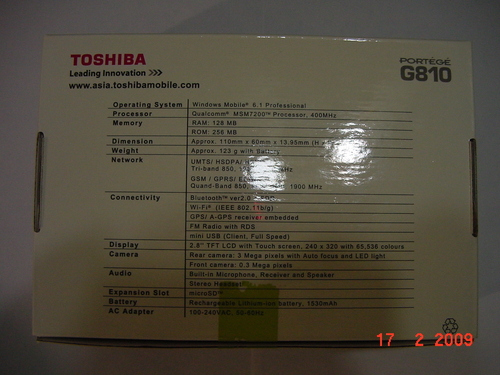 TOSHIBA
Leading Innovation >>>
www.asia.toshibamobile.com
PORTÉGÉ
G810
Operating System Windows Mobile® 6.1 Professional
Processor Qualcomm® MSM7200™ Processor, 400MHz
Memory RAM: 128 MB
ROM: 256 MB
Dimension Approx. 110mm x 60mm x 13.95mm (H x
Weight Approx. 123 g with Battery
Network UMTS/ HSDPA/
Tri-band 850,
GSM / GPRS/
Quand-Band 850, 1900 MHz
Connectivity Bluetooth™ ver2.0
Wi-Fi® (IEEE 802.11b/g)
GPS/ A-GPS receiver embedded
FM Radio with RDS
mini USB (Client, Full Speed)
Display 2.8" TFT LCD with Touch screen, 240 x 320 with 65,536 colours
Camera Rear camera: 3 Mega pixels with Auto focus and LED light
Front camera: 0.3 Mega pixels
Audio Built-in Microphone, Receiver and Speaker
Stereo Headset
Expansion Slot microSD™
Battery Rechargeable Lithium-ion battery, 1530mAh
AC Adapter 100-240VAC, 50-60Hz
17 2 2009